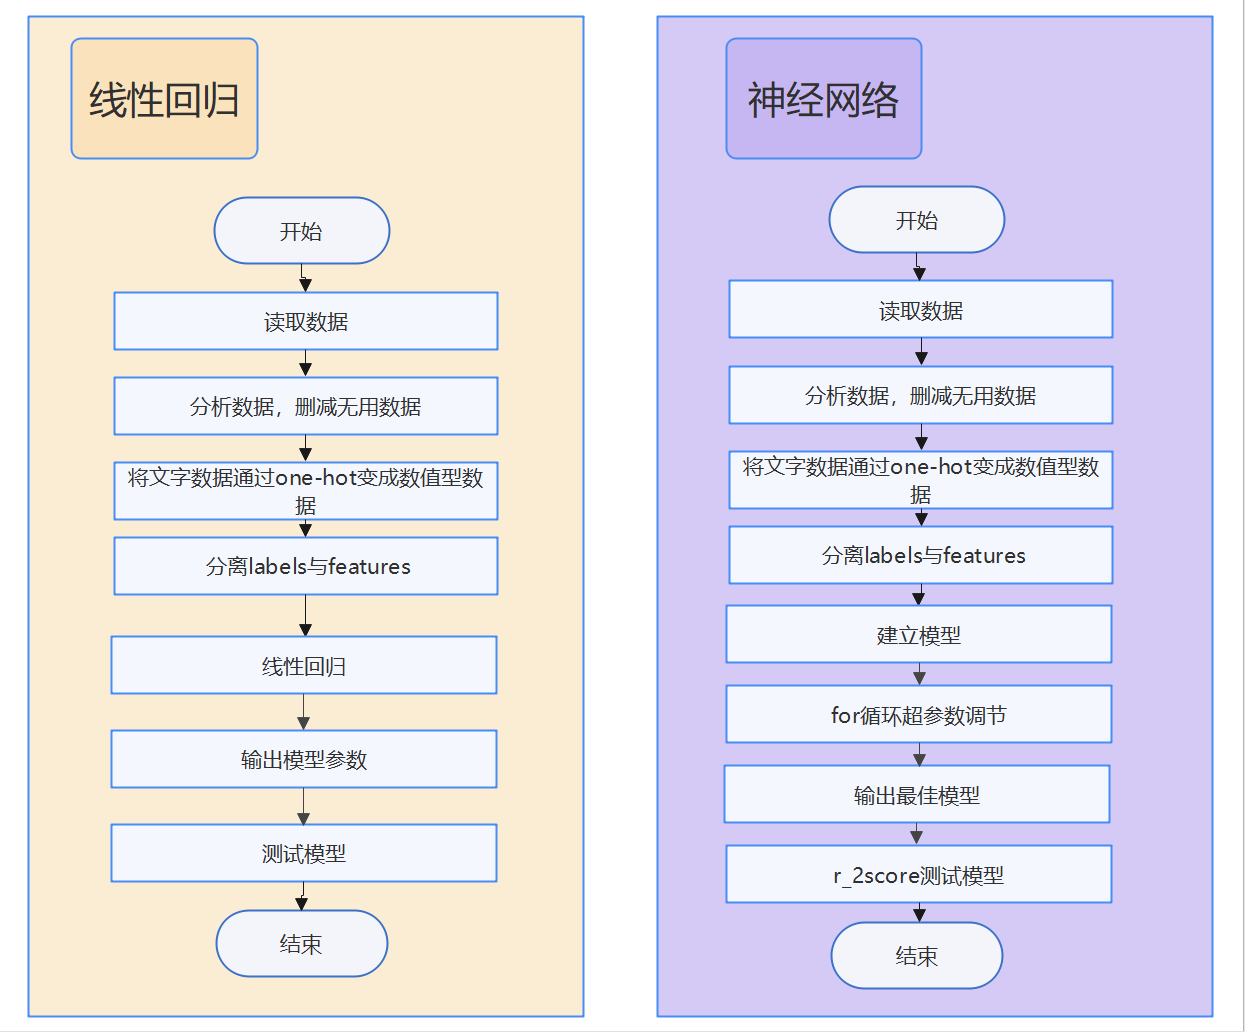 线性回归
开始
读取数据
分析数据，删减无用数据
将文字数据通过one-hot变成数值型数
据
分离labels与features
线性回归
输出模型参数
测试模型
结束
神经网络
开始
读取数据
分析数据，删减无用数据
将文字数据通过one-hot变成数值型数
据
分离labels与features
建立模型
for循环超参数调节
输出最佳模型
r_2score测试模型
结束